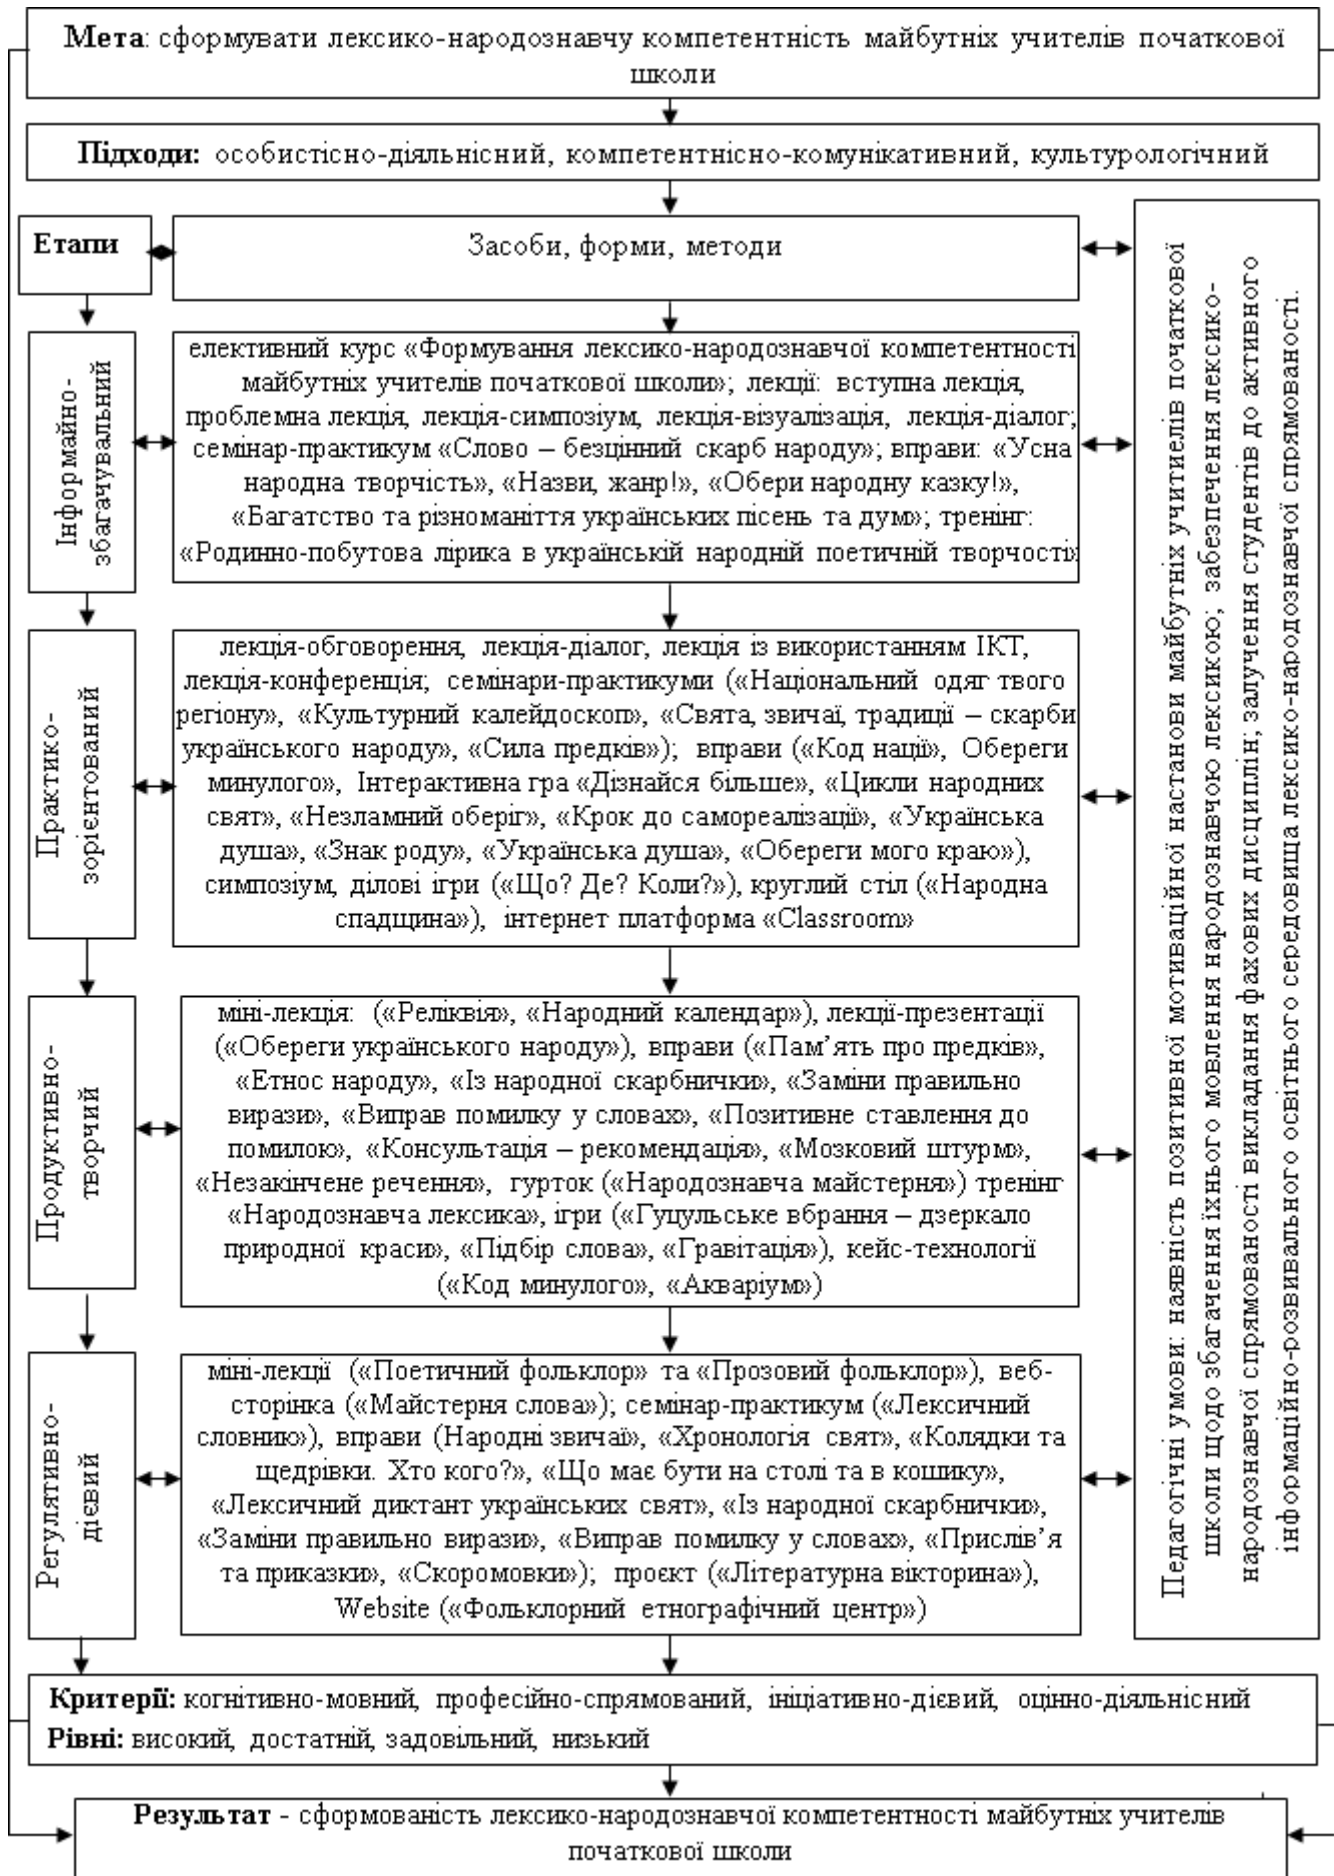 Мета: сформувати лексико-народознавчу компетентність майбутніх учителів початкової
школи
Підходи: особистісно-діяльнісний, компетентнісно-комунікативний, культурологічний
Етапи
Засоби, форми, методи
Інформайно-
збагачувальний
елективний курс «Формування лексико-народознавчої компетентності
майбутніх учителів початкової школи»; лекції: вступна лекція,
проблемна лекція, лекція-симпозіум, лекція-візуалізація, лекція-діалог;
семінар-практикум «Слово – безцінний скарб народу»; вправи: «Усна
народна творчість», «Назви, жанр!», «Обери народну казку!»,
«Багатство та різноманіття українських пісень та дум»; тренінг:
«Родинно-побутова лірика в українській народній поетичній творчості»
Практико-
зорієнтований
лекція-обговорення, лекція-діалог, лекція із використанням ІКТ,
лекція-конференція; семінари-практикуми («Національний одяг твого
регіону», «Культурний калейдоскоп», «Свята, звичаї, традиції – скарби
українського народу», «Сила предків»); вправи («Код нації», Обереги
минулого», Інтерактивна гра «Дізнайся більше», «Цикли народних
свят», «Незламний оберіг», «Крок до самореалізації», «Українська
душа», «Знак роду», «Українська душа», «Обереги мого краю»),
симпозіум, ділові ігри («Що? Де? Коли?»), круглий стіл («Народна
спадщина»), інтернет платформа «Classroom»
Продуктивно-
творчий
міні-лекція: («Реліквія», «Народний календар»), лекції-презентації
(«Обереги українського народу»), вправи («Пам’ять про предків»,
«Етнос народу», «Із народної скарбнички», «Заміни правильно
вирази», «Виправ помилку у словах», «Позитивне ставлення до
помилою», «Консультація – рекомендація», «Мозковий штурм»,
«Незакінчене речення», гурток («Народознавча майстерня») тренінг
«Народознавча лексика», ігри («Гуцульське вбрання – дзеркало
природної краси», «Підбір слова», «Гравітація»), кейс-технології
(«Код минулого», «Акваріум»)
Регулятивно-
дієвий
міні-лекції («Поетичний фольклор» та «Прозовий фольклор»), веб-
сторінка («Майстерня слова»); семінар-практикум («Лексичний
словник»), вправи (Народні звичаї», «Хронологія свят», «Колядки та
щедрівки. Хто кого?», «Що має бути на столі та в кошику»,
«Лексичний диктант українських свят», «Із народної скарбнички»,
«Заміни правильно вирази», «Виправ помилку у словах», «Прислів’я
та приказки», «Скоромовки»); проєкт («Літературна вікторина»),
Website («Фольклорний етнографічний центр»)
Педагогічні умови: наявність позитивної мотиваційної настанови майбутніх учитиелів початкової
школи щодо збагачення їхнього мовлення народознавчою лексикою; забезпечення лексико-
народознавчої спрямованості викладання фахових дисциплін; залучення студентів до активного
інформаційно-розвивального освітнього середовища лексико-народознавчої спрямованості.
Критерії: когнітивно-мовний, професійно-спрямований, ініціативно-дієвий, оцінно-діяльнісний
Рівні: високий, достатній, задовільний, низький
Результат - сформованість лексико-народознавчої компетентності майбутніх учителів
початкової школи